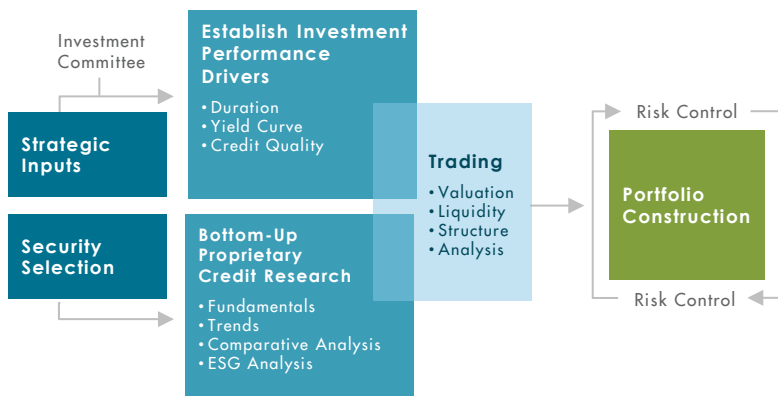 Investment
Committee
Strategic
Inputs
Establish Investment
Performance
Drivers
• Duration
• Yield Curve
• Credit Quality
Security
Selection
Bottom-Up
Proprietary
Credit Research
• Fundamentals
• Trends
• Comparative Analysis
• ESG Analysis
Trading
• Valuation
• Liquidity
• Structure
• Analysis
Risk Control
Portfolio
Construction
Risk Control